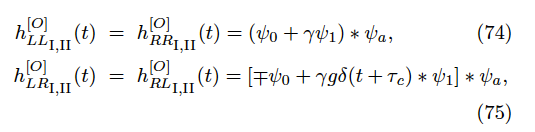 h^{[O]}_{LL_{I,II}}(t) = h^{[O]}_{RR_{I,II}}(t) = (ψ_0 + γψ_1) ∗ ψ_a, (74)
h^{[O]}_{LR_{I,II}}(t) = h^{[O]}_{RL_{I,II}}(t) = [∓ψ_0 + γgδ(t + τ_c) ∗ ψ_1] ∗ ψ_a,
(75)